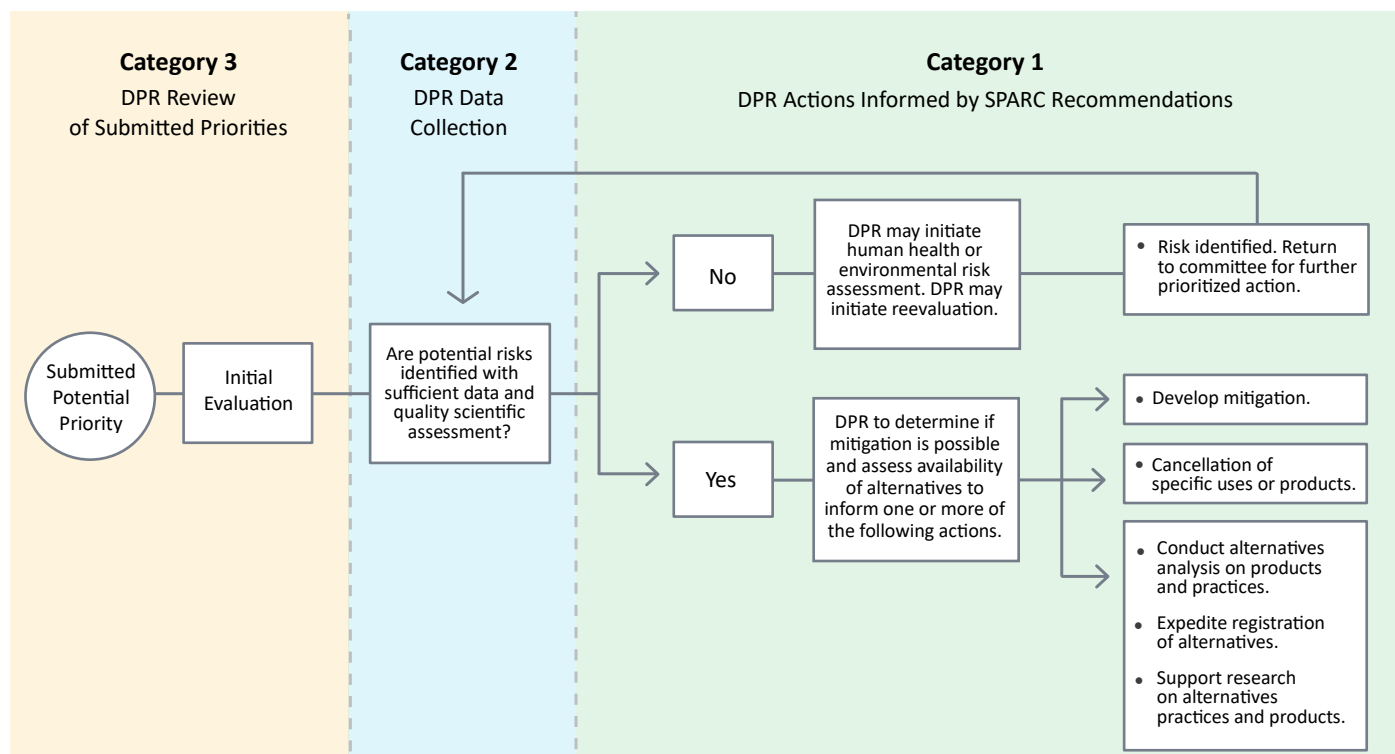 Category 3
DPR Review
of Submitted Priorities
Category 2
DPR Data
Collection
Category 1
DPR Actions Informed by SPARC Recommendations
Submitted
Potential
Priority
Initial
Evaluation
Are potential risks
identified with
sufficient data and
quality scientific
assessment?
No
DPR may initiate
human health or
environmental risk
assessment. DPR may
initiate reevaluation.
• Risk identified. Return
to committee for further
prioritized action.
Yes
DPR to determine if
mitigation is possible
and assess availability
of alternatives to
inform one or more of
the following actions.
• Develop mitigation.
• Cancellation of
specific uses or products.
• Conduct alternatives
analysis on products
and practices.
• Expedite registration
of alternatives.
• Support research
on alternatives
practices and products.